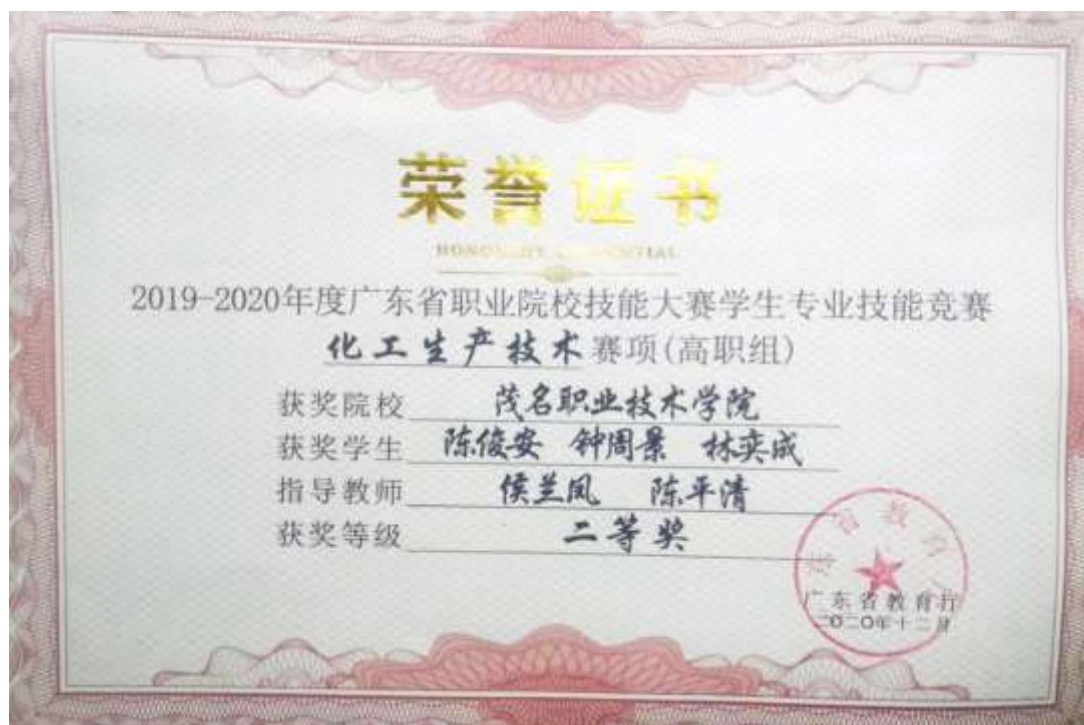 荣誉证书
HONORARY CREDENTIAL
2019-2020年度广东省职业院校技能大赛学生专业技能竞赛
化工生产技术赛项(高职组)
获奖院校 茂名职业技术学院
获奖学生 陈俊安 钟周景 林奕成
指导教师 侯兰凤 陈平清
获奖等级 二等奖
广东省教育厅
二〇二〇年十二月